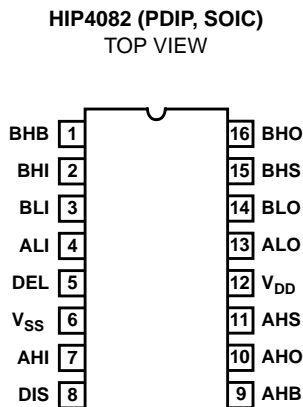 HIP4082 (PDIP, SOIC)
TOP VIEW
BHB 1 16 BHO
BHI 2 15 BHS
BLI 3 14 BLO
ALI 4 13 ALO
DEL 5 12 VDD
VSS 6 11 AHS
AHI 7 10 AHO
DIS 8 9 AHB